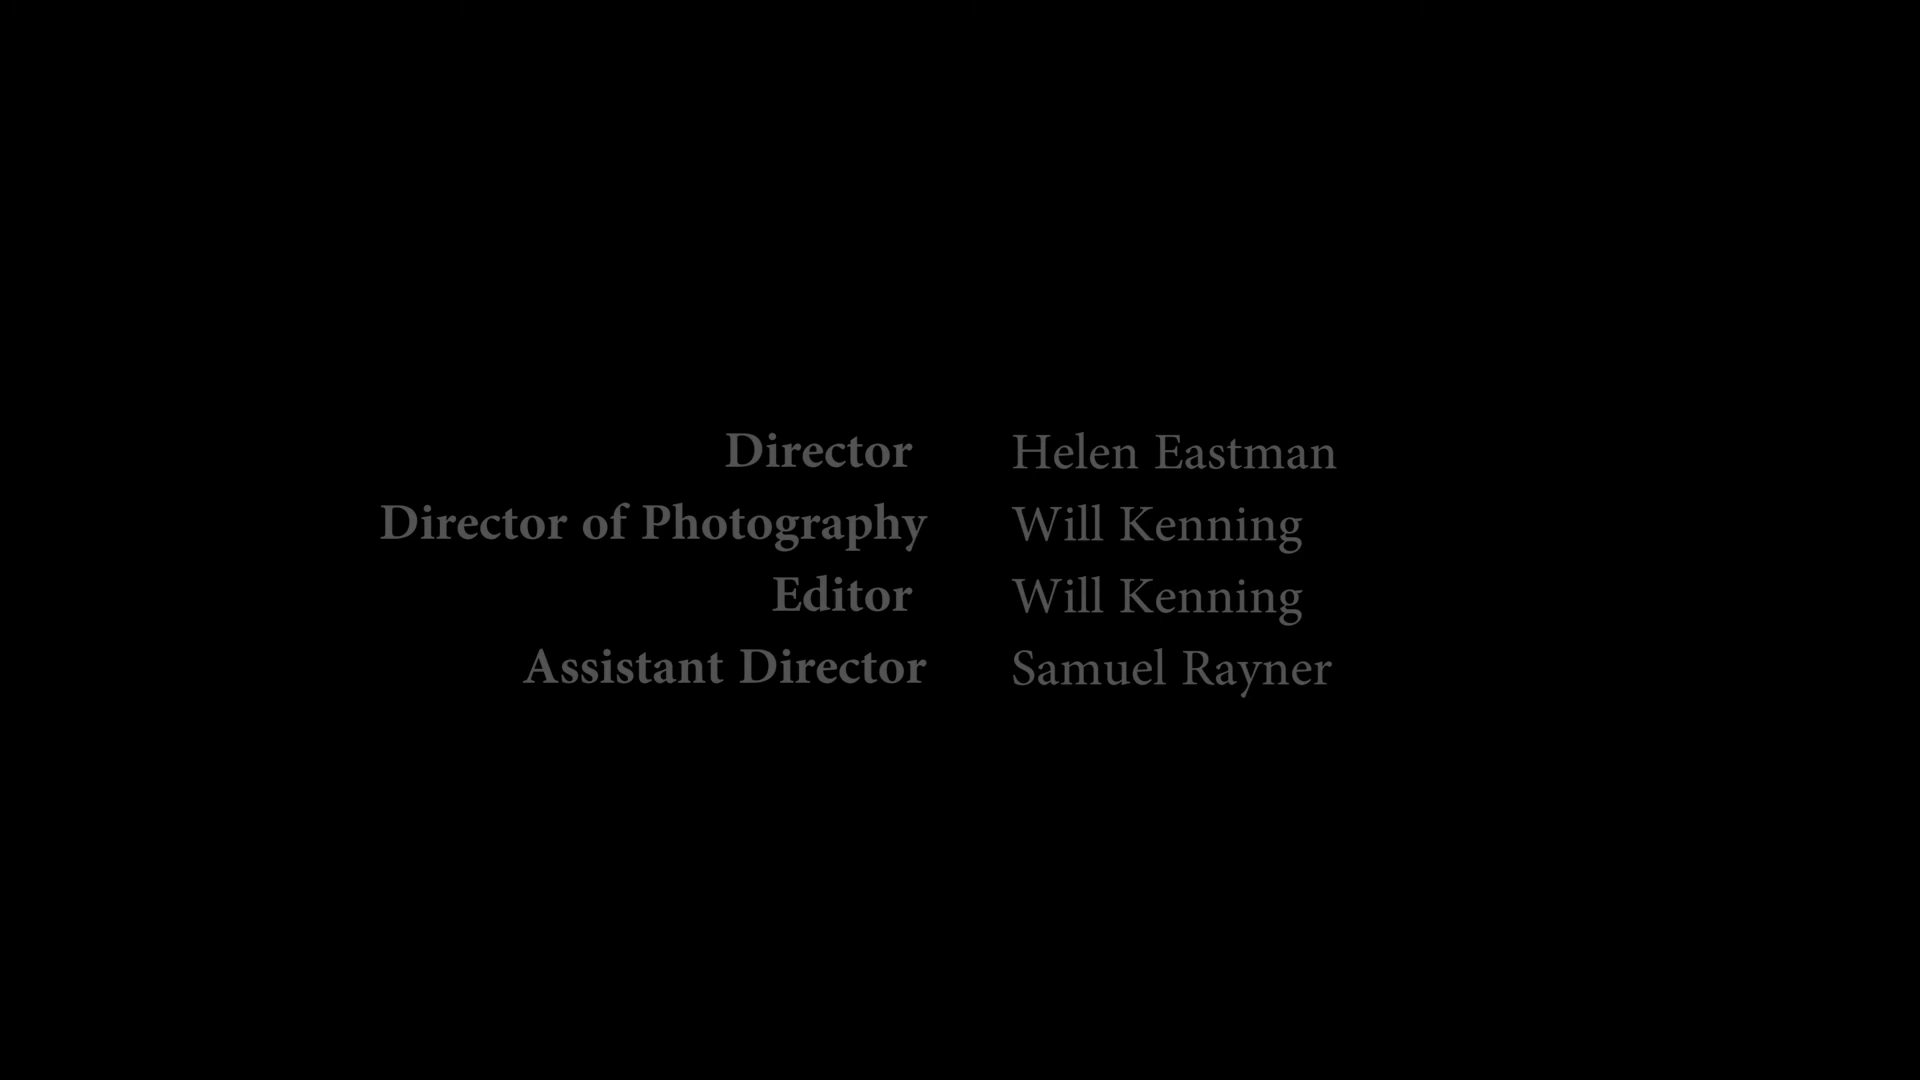 Director Helen Eastman
Director of Photography Will Kenning
Editor Will Kenning
Assistant Director Samuel Rayner